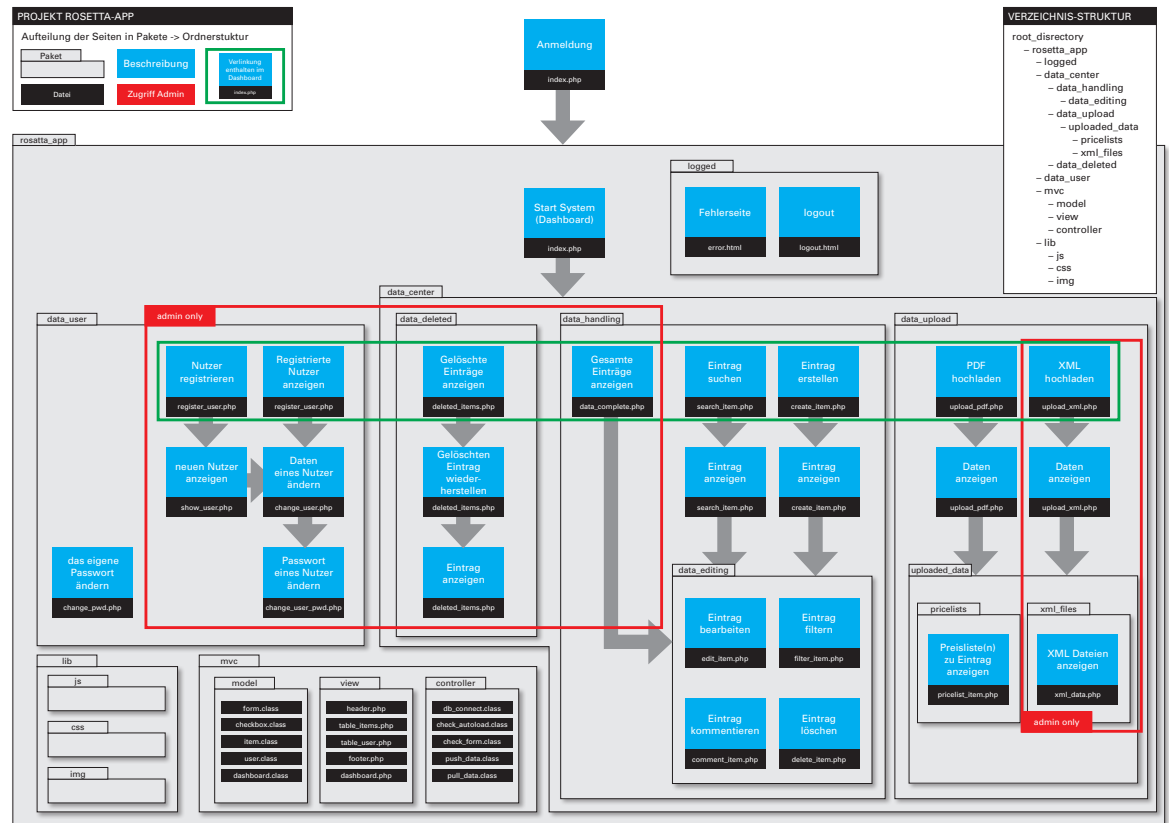 PROJEKT ROSETTA-APP
Aufteilung der Seiten in Pakete -> Ordnerstuktur
Paket
Beschreibung
Verlinkung
enthalten im
Dashboard
index.php
Datei
Zugriff Admin
Anmeldung
index.php
VERZEICHNIS-STRUKTUR
root_disrectory
– rosetta_app
– logged
– data_center
– data_handling
– data_editing
– data_upload
– uploaded_data
– pricelists
– xml_files
– data_deleted
– data_user
– mvc
– model
– view
– controller
– lib
– js
– css
– img
rosatta_app
Start System
(Dashboard)
index.php
logged
Fehlerseite
error.html
logout
logout.html
data_user
admin only
Nutzer
registrieren
register_user.php
Registrierte
Nutzer
anzeigen
register_user.php
neuen Nutzer
anzeigen
show_user.php
Daten
eines Nutzer
ändern
change_user.php
das eigene
Passwort
ändern
change_pwd.php
Passwort
eines Nutzer
ändern
change_user_pwd.php
data_center
data_deleted
Gelöschte
Einträge
anzeigen
deleted_items.php
Gelöschten
Eintrag
wieder-
herstellen
deleted_items.php
Eintrag
anzeigen
deleted_items.php
data_handling
Gesamte
Einträge
anzeigen
data_complete.php
Eintrag
suchen
search_item.php
Eintrag
erstellen
create_item.php
Eintrag
anzeigen
search_item.php
Eintrag
anzeigen
create_item.php
data_editing
Eintrag
bearbeiten
edit_item.php
Eintrag
filtern
filter_item.php
Eintrag
kommentieren
comment_item.php
Eintrag
löschen
delete_item.php
data_upload
PDF
hochladen
upload_pdf.php
XML
hochladen
upload_xml.php
Daten
anzeigen
upload_pdf.php
Daten
anzeigen
upload_xml.php
uploaded_data
pricelists
Preisliste(n)
zu Eintrag
anzeigen
pricelist_item.php
xml_files
XML Dateien
anzeigen
xml_data.php
admin only
lib
js
css
img
mvc
model
form.class
checkbox.class
item.class
user.class
dashboard.class
view
header.php
table_items.php
table_user.php
footer.php
dashboard.php
controller
db_connect.class
check_autoload.class
check_form.class
push_data.class
pull_data.class